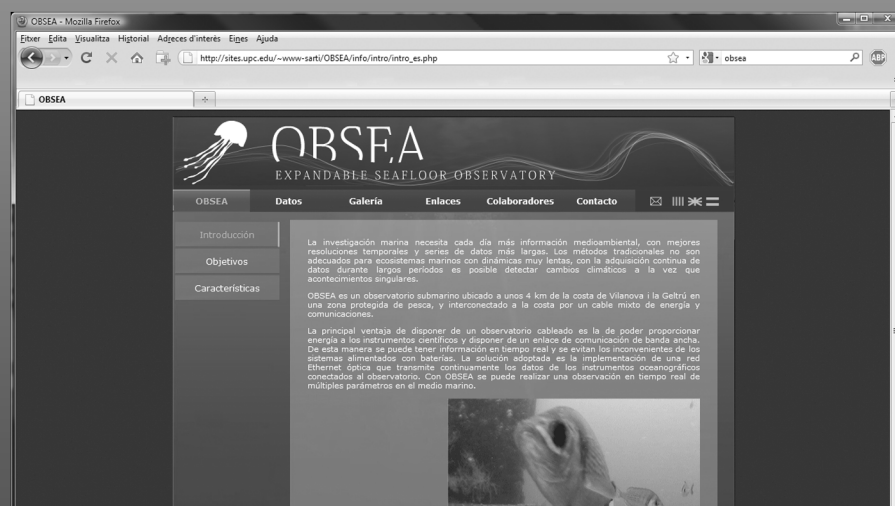 OBSEA - Mozilla Firefox
Fitxer Edita Visualitza Historial Adreces d'interès Eines Ajuda
http://sites.upc.edu/~www-sarti/OBSEA/info/intro/intro_es.php
obsea
ABP
OBSEA
OBSEA
EXPANDABLE SEAFLOOR OBSERVATORY
OBSEA Datos Galería Enlaces Colaboradores Contacto
Introducción
Objetivos
Características
La investigación marina necesita cada día más información medioambiental, con mejores
resoluciones temporales y series de datos más largas. Los métodos tradicionales no son
adecuados para ecosistemas marinos con dinámicas muy lentas, con la adquisición continua de
datos durante largos períodos es posible detectar cambios climáticos a la vez que
acontecimientos singulares.
OBSEA es un observatorio submarino ubicado a unos 4 km de la costa de Vilanova i la Geltrú en
una zona protegida de pesca, y interconectado a la costa por un cable mixto de energía y
comunicaciones.
La principal ventaja de disponer de un observatorio cableado es la de poder proporcionar
energía a los instrumentos científicos y disponer de un enlace de comunicación de banda ancha.
De esta manera se puede tener información en tiempo real y se evitan los inconvenientes de los
sistemas alimentados con baterías. La solución adoptada es la implementación de una red
Ethernet óptica que transmite continuamente los datos de los instrumentos oceanográficos
conectados al observatorio. Con OBSEA se puede realizar una observación en tiempo real de
múltiples parámetros en el medio marino.